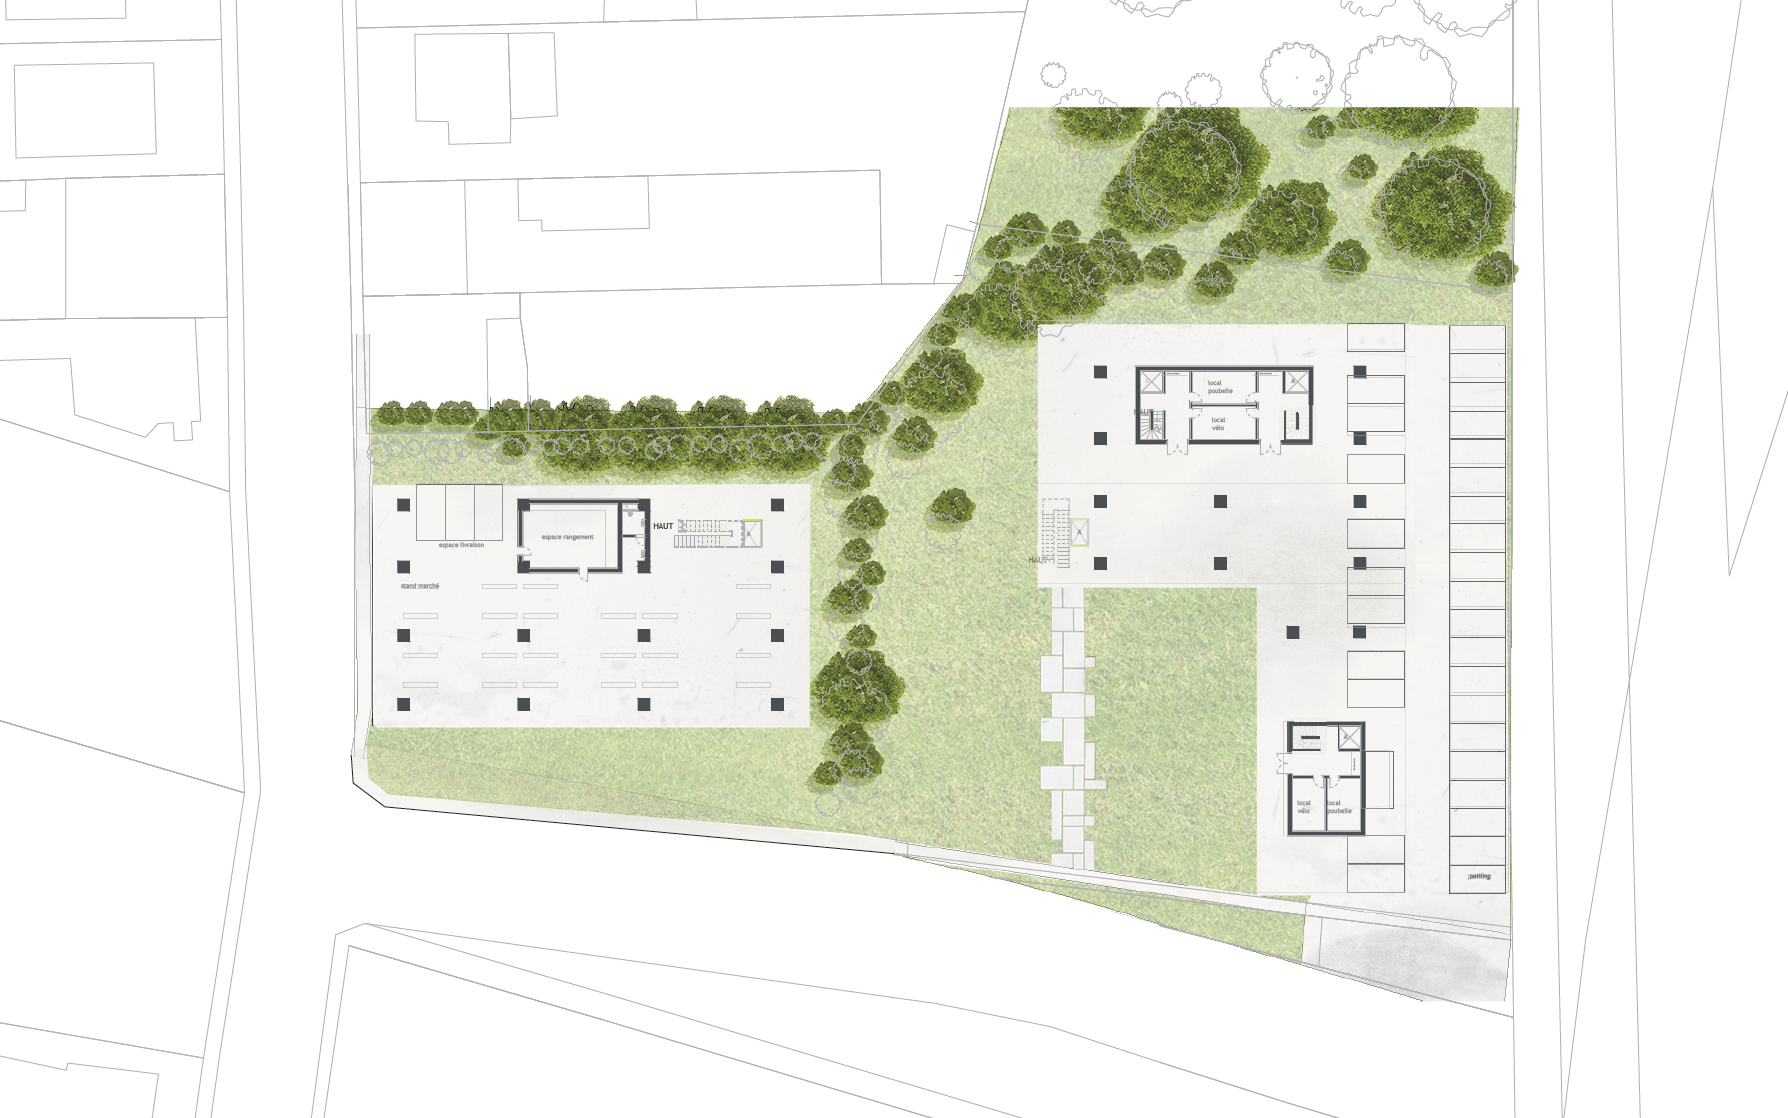 local
poubelle
A
HAUT
local
vélo
HAUT
A
espace rangement
espace livraison
A
HAUT
stand marché
A
local
vélo
local
poubelle
parking